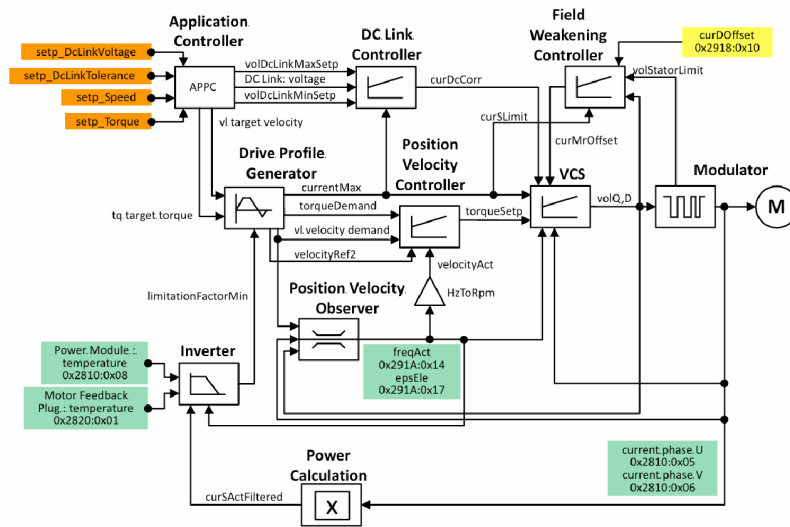 Application
Controller
DC Link
Controller
Field
Weakening
Controller
curDOffset
0x2918:0x10
setp_DcLinkVoltage
setp_DcLinkTolerance
setp_Speed
setp_Torque
APPC
volDcLinkMaxSetp
DC Link: voltage
volDcLinkMinSetp
curDcCorr
volStatorLimit
curSLimit
curMrOffset
vl.target.velocity
Drive Profile
Generator
Position
Velocity
Controller
VCS
Modulator
currentMax
torqueDemand
vl.velocity demand
velocityRef2
tq.target.torque
torqueSetp
volQ,D
M
velocityAct
HzToRpm
limitationFactorMin
Position Velocity
Observer
Inverter
Power Module.:
temperature
0x2810:0x08
Motor Feedback
Plug.: temperature
0x2820:0x01
freqAct
0x291A:0x14
epsEle
0x291A:0x17
Power
Calculation
curSActFiltered
X
current.phase.U
0x2810:0x05
current.phase.V
0x2810:0x06